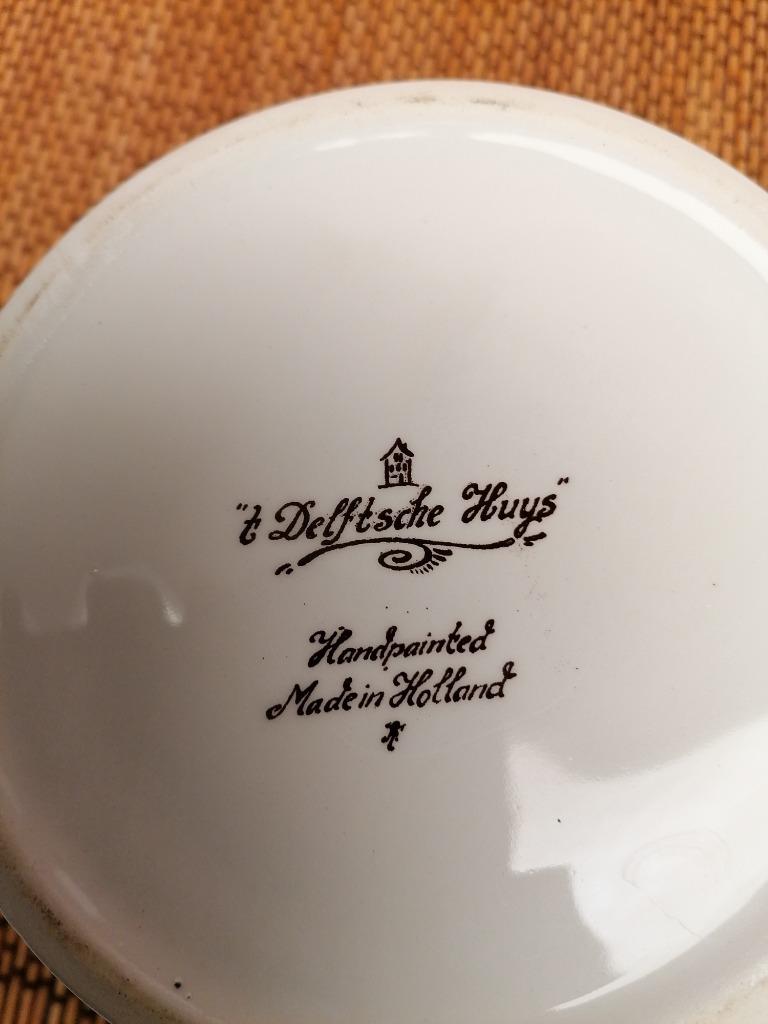 "t Delftsche Huys"
Handpainted
Made in Holland